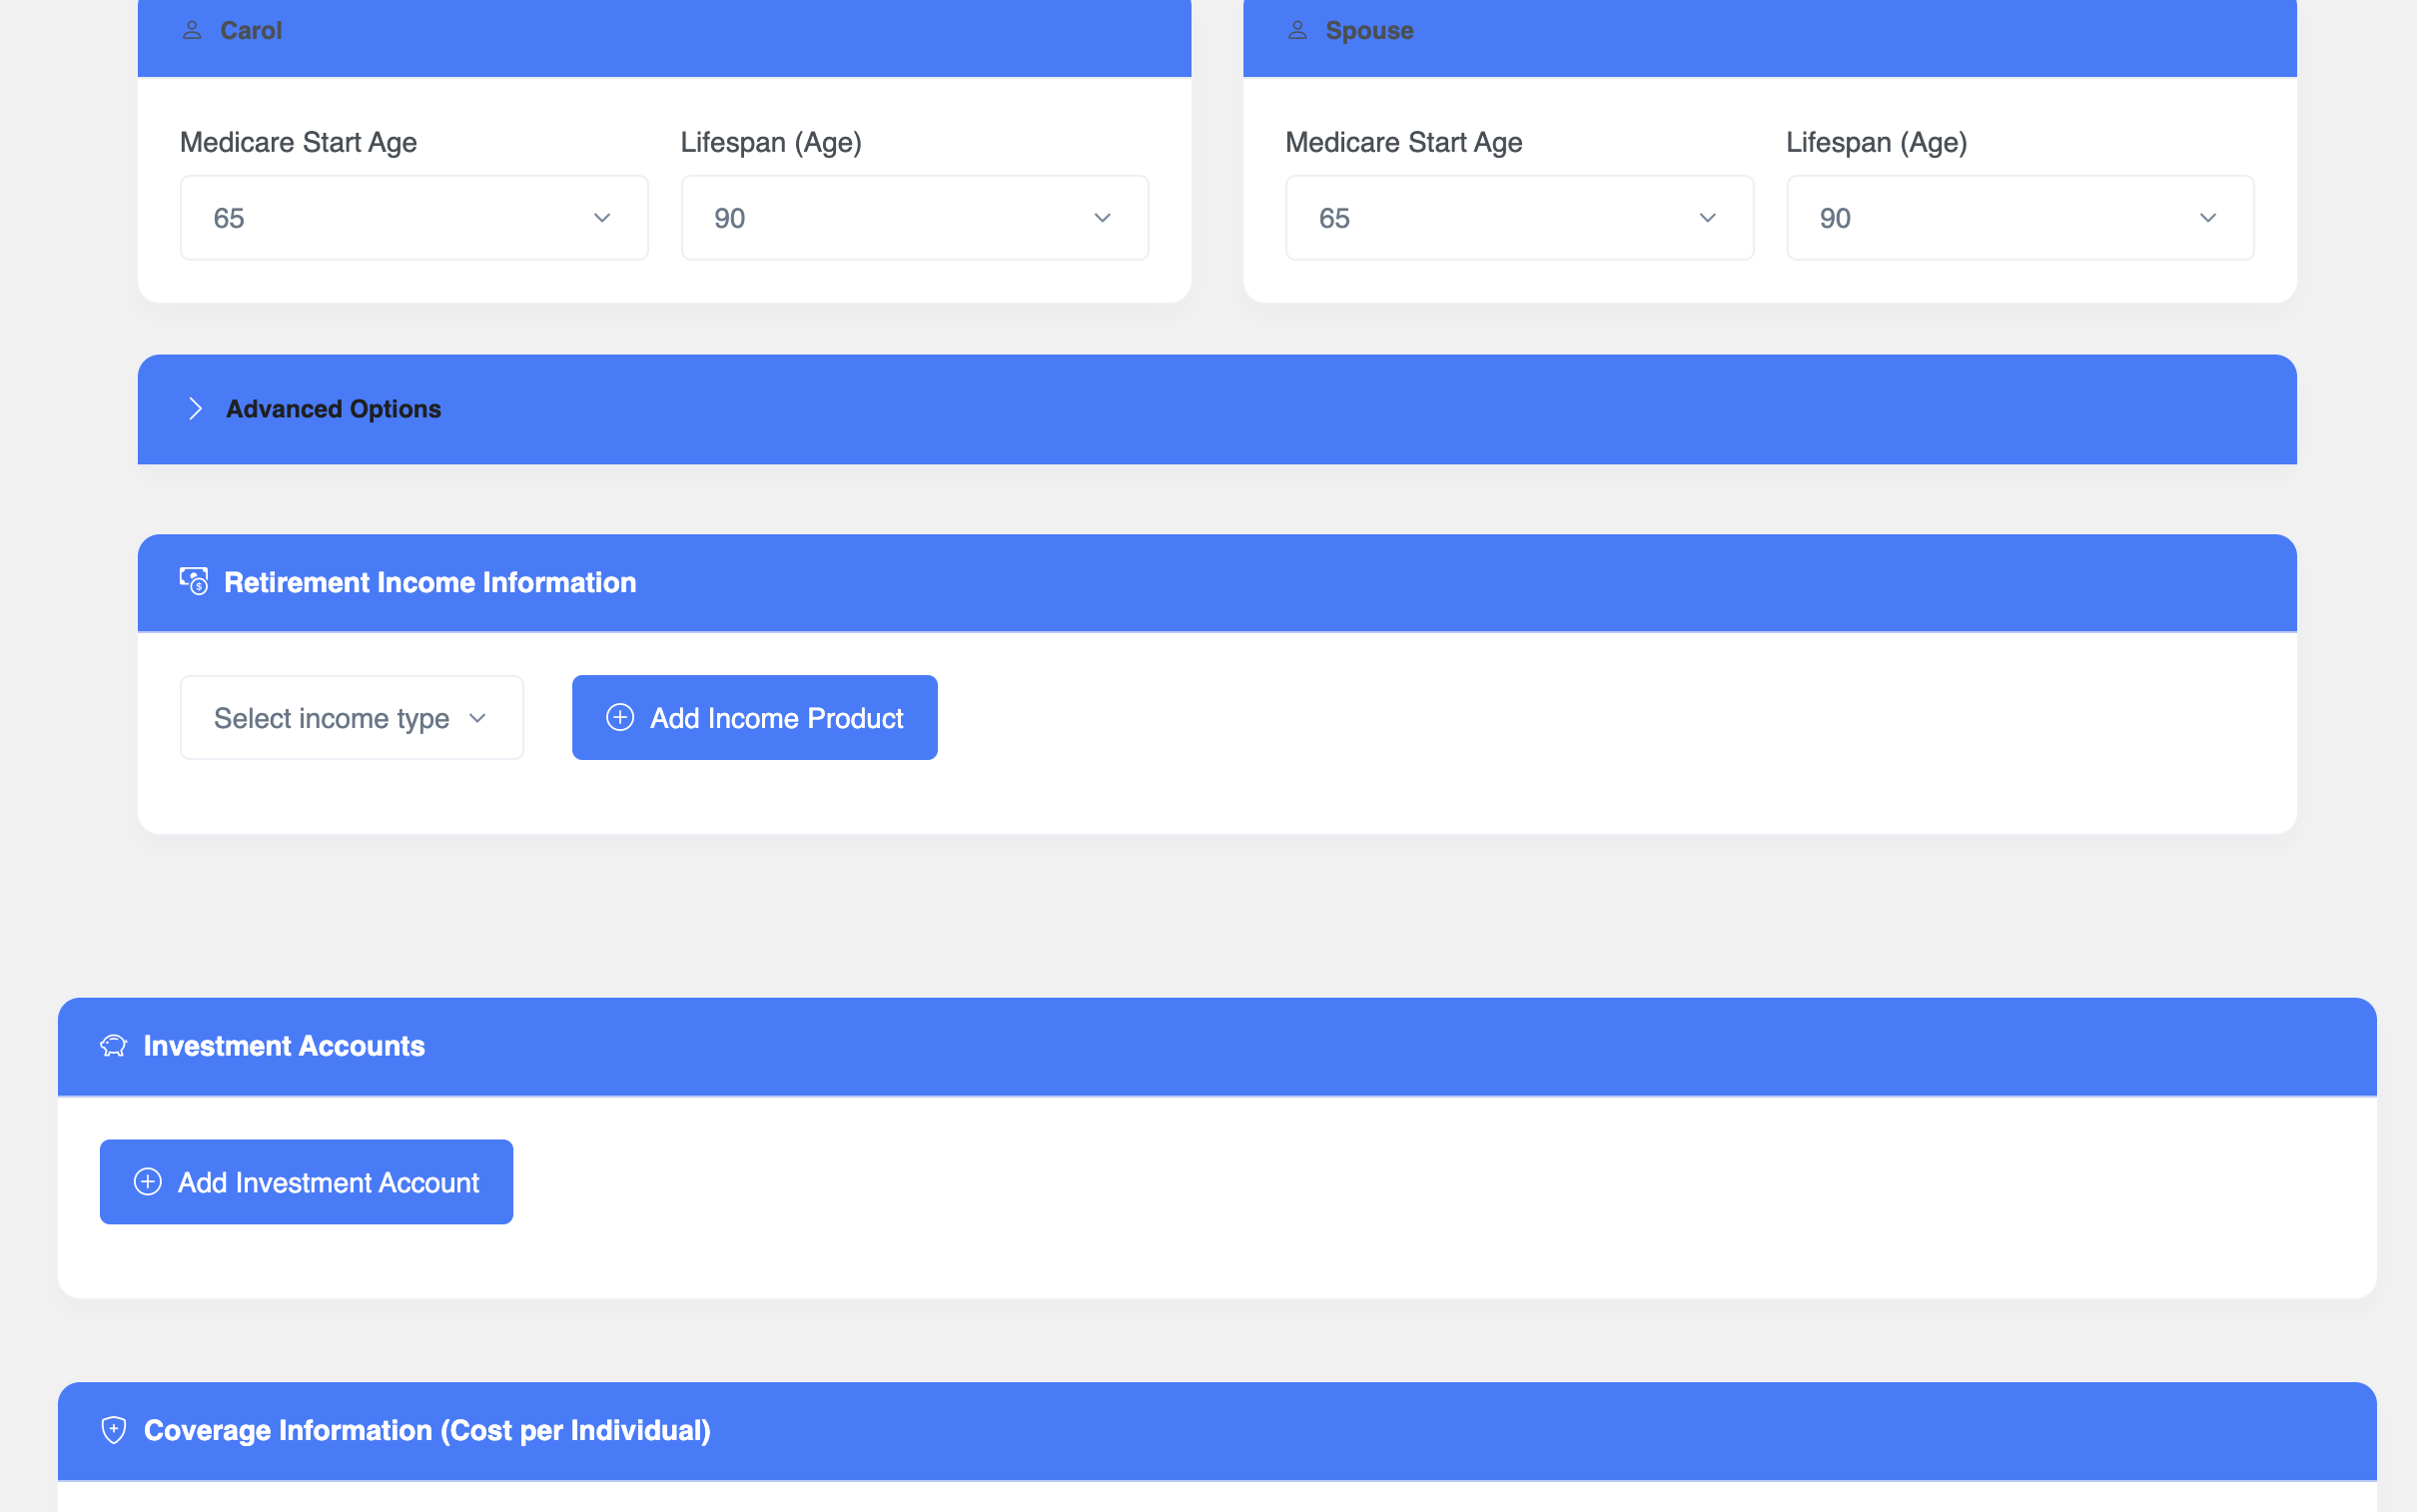 Carol
Spouse
Medicare Start Age
Lifespan (Age)
Medicare Start Age
Lifespan (Age)
65
90
65
90
Advanced Options
Retirement Income Information
Select income type
Add Income Product
Investment Accounts
Add Investment Account
Coverage Information (Cost per Individual)